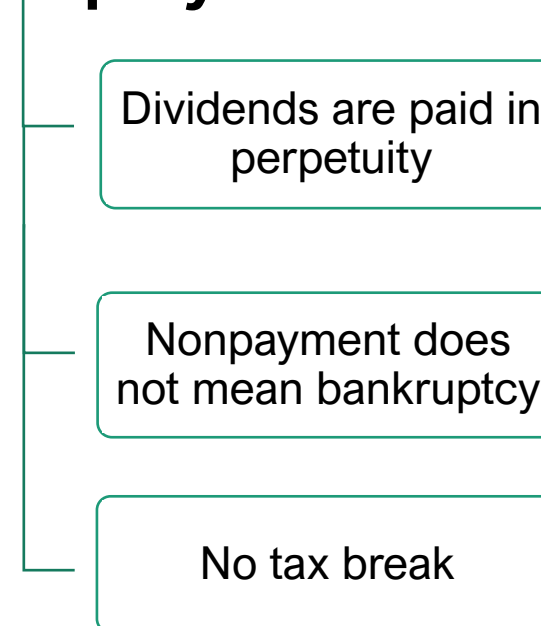 Dividends are paid in
perpetuity
Nonpayment does
not mean bankruptcy
No tax break